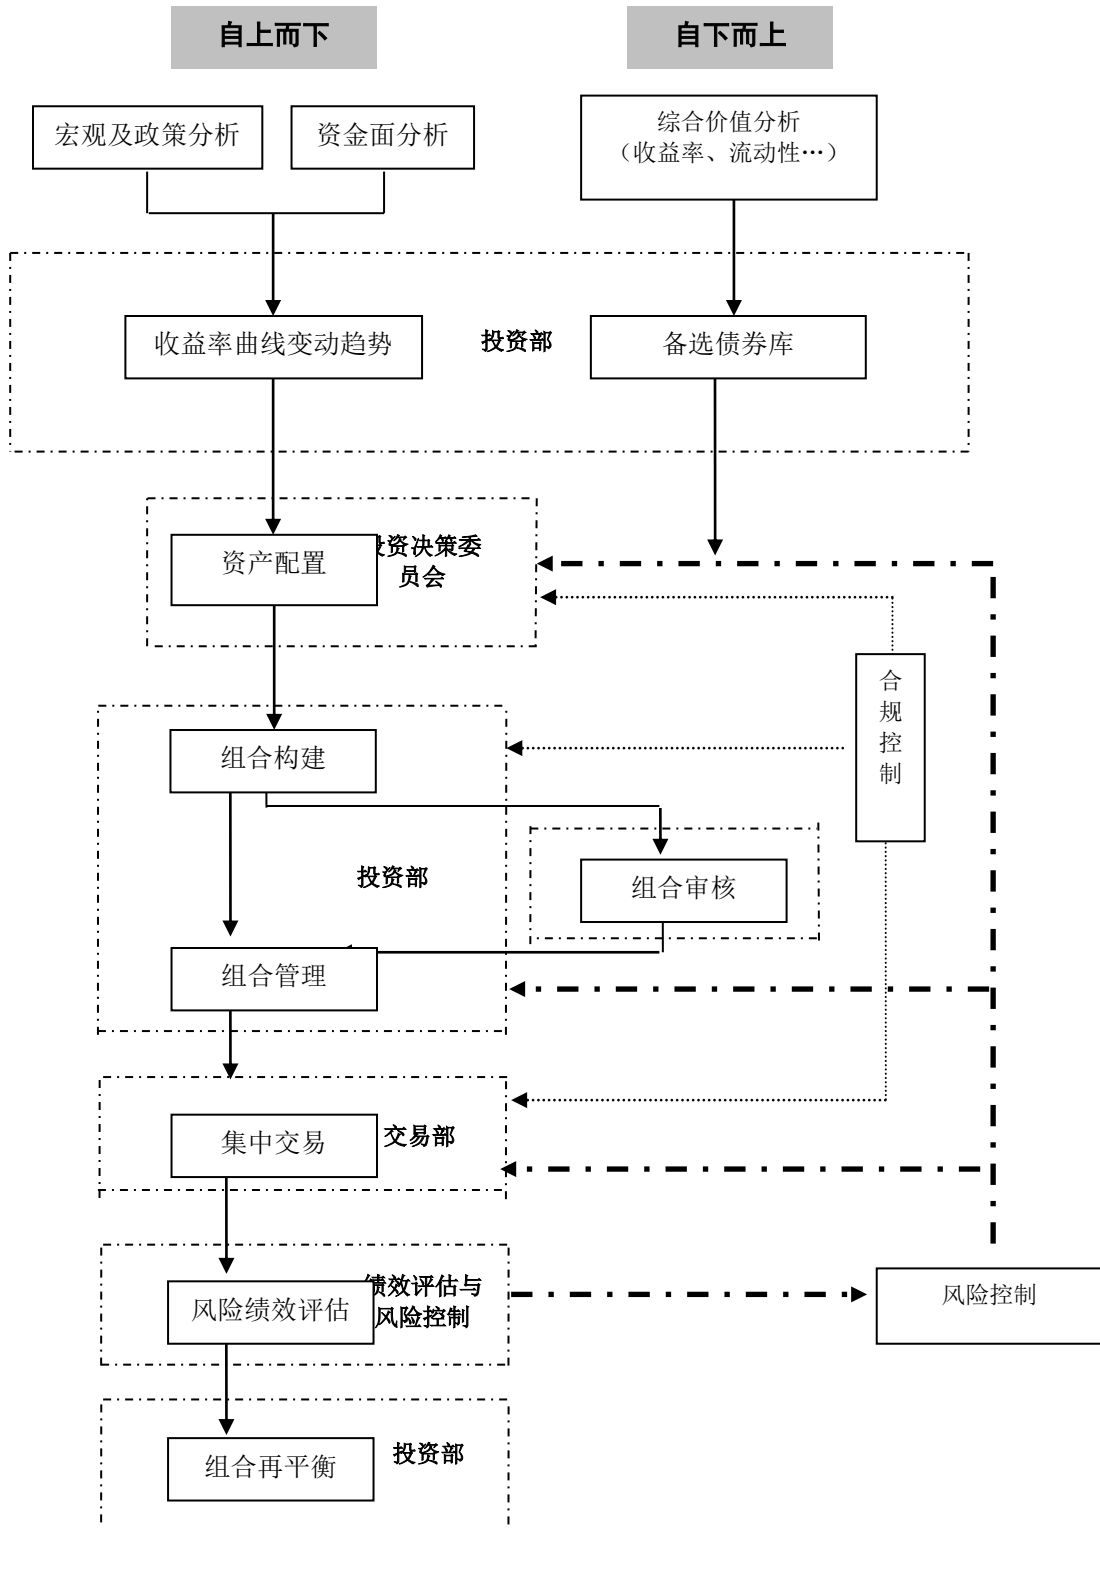 自上而下
自下而上
宏观及政策分析
资金面分析
综合价值分析
（收益率、流动性…）
收益率曲线变动趋势
投资部
备选债券库
资产配置
投资决策委
员会
合
规
控
制
组合构建
投资部
组合审核
组合管理
集中交易
交易部
绩效评估与
风险控制
风险绩效评估
风险控制
组合再平衡
投资部